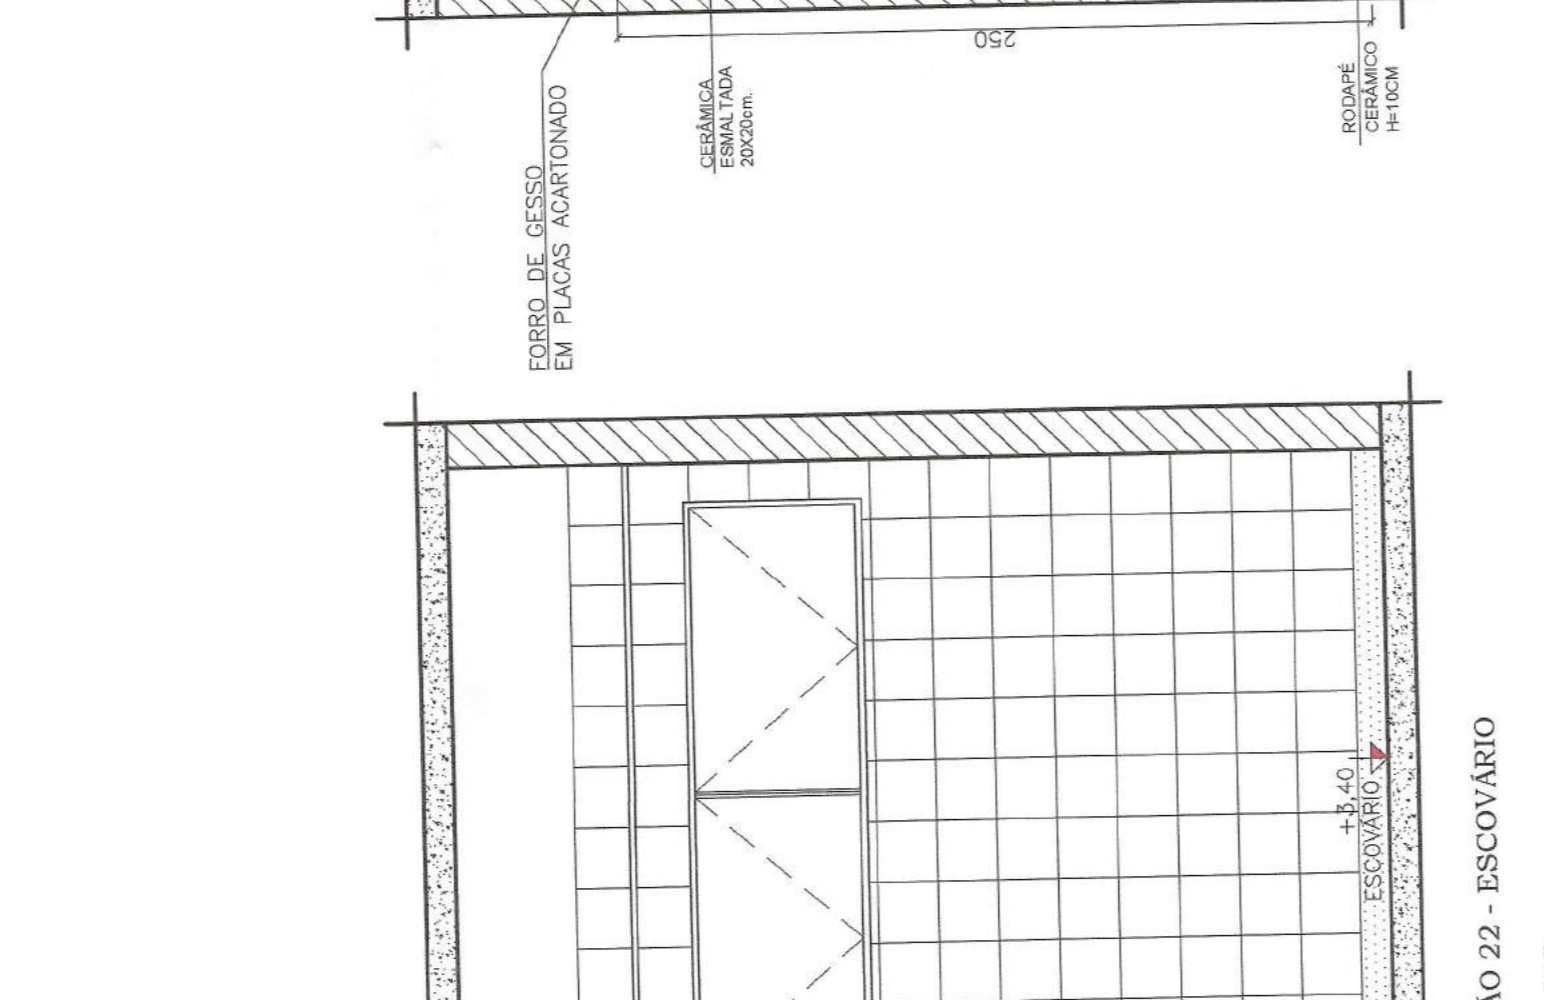 FORRO DE GESSO
EM PLACAS ACARTONADO
CERÂMICA
ESMALTADA
20X20cm.
250
RODAPÉ
CERÂMICO
H=10CM
+3,40
ESCOVÁRIO
ÃO 22 - ESCOVÁRIO